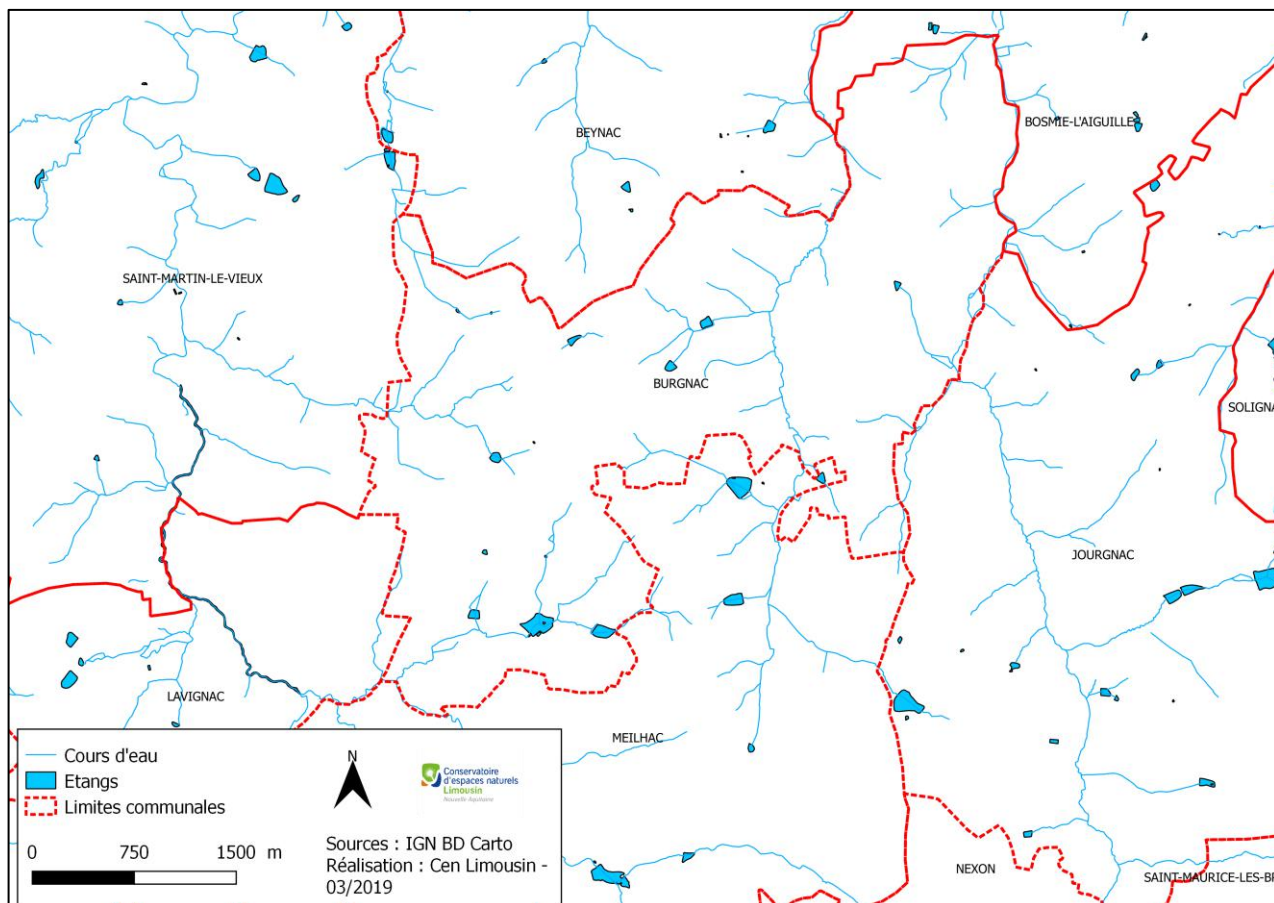 BEYNAC
BOSMIE-L'AIGUILLE
SAINT-MARTIN-LE-VIEUX
BURGNAC
SOLIGNA
JOURGNAC
LAVIGNAC
MEILHAC
NEXON
SAINT-MAURICE-LES-BR
Cours d'eau
Etangs
Limites communales
N
Conservatoire
d'espaces naturels
Limousin
Nouvelle Aquitaine
0 750 1500 m
Sources : IGN BD Carto
Réalisation : Cen Limousin -
03/2019